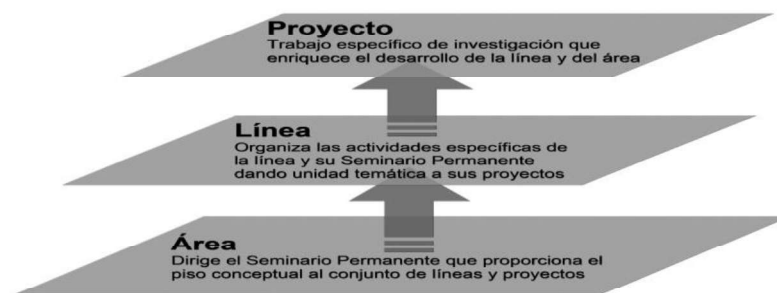 Proyecto
Trabajo específico de investigación que
enriquece el desarrollo de la línea y del área
Línea
Organiza las actividades específicas de
la línea y su Seminario Permanente
dando unidad temática a sus proyectos
Área
Dirige el Seminario Permanente que proporciona el
piso conceptual al conjunto de líneas y proyectos